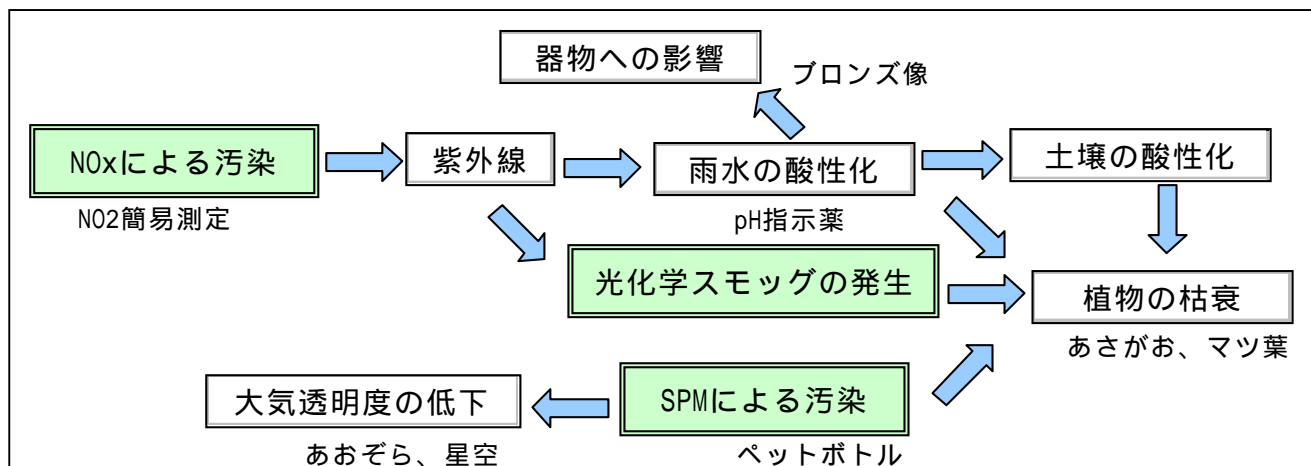 器物への影響
ブロンズ像
NOxによる汚染
紫外線
雨水の酸性化
土壌の酸性化
NO2簡易測定
pH指示薬
光化学スモッグの発生
植物の枯衰
あさがお、マツ葉
大気透明度の低下
SPMによる汚染
あおぞら、星空
ペットボトル